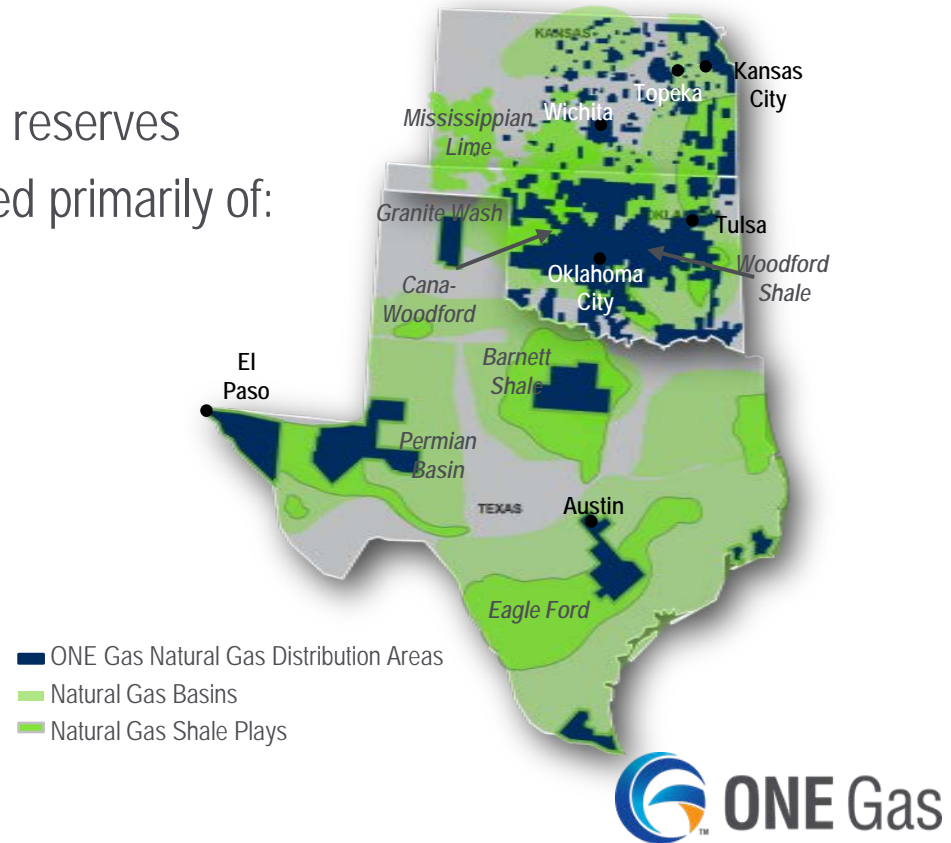 reserves
ed primarily of:
KANSAS
Kansas
City
Topeka
Wichita
Mississippian
Lime
Granite Wash
OKLAHOMA
Tulsa
Cana-
Woodford
Oklahoma
City
Woodford
Shale
El
Paso
Barnett
Shale
Permian
Basin
TEXAS
Austin
Eagle Ford
ONE Gas Natural Gas Distribution Areas
Natural Gas Basins
Natural Gas Shale Plays
ONE Gas
TM